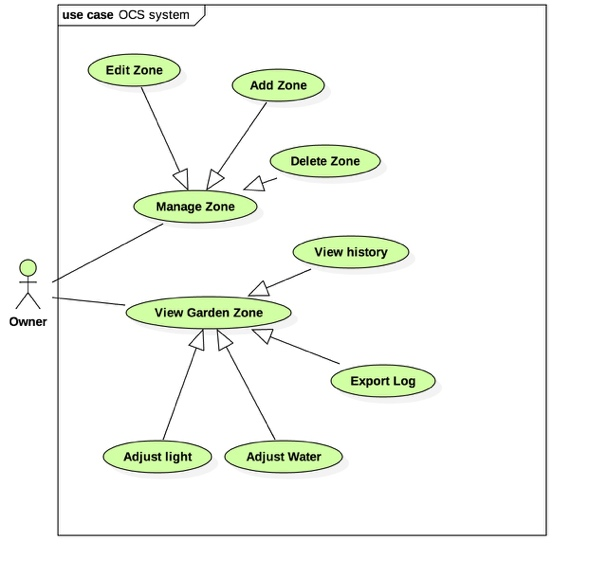 use case OCS system
Edit Zone
Add Zone
Delete Zone
Manage Zone
View history
Owner
View Garden Zone
Export Log
Adjust light
Adjust Water